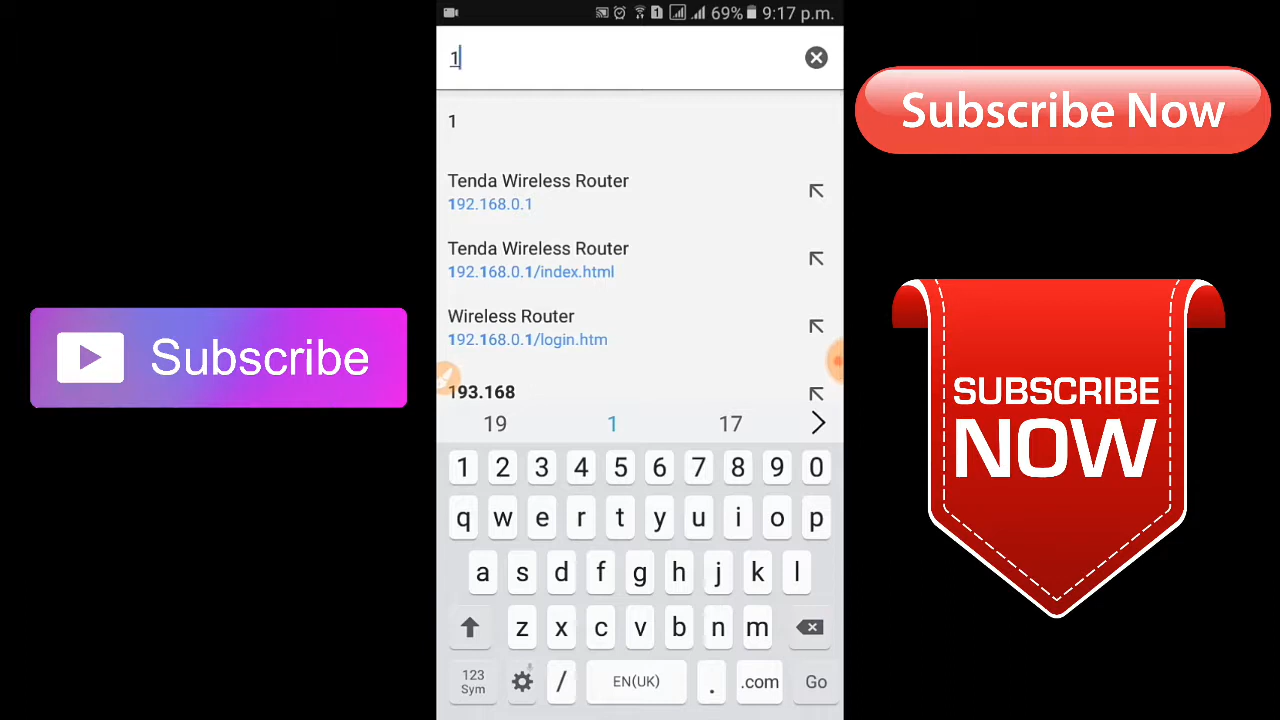 1 69% 9:17 p.m.
1
1
Tenda Wireless Router
192.168.0.1
Tenda Wireless Router
192.168.0.1/index.html
Wireless Router
192.168.0.1/login.htm
193.168
19 1 17
1 2 3 4 5 6 7 8 9 0
q w e r t y u i o p
a s d f g h j k l
z x c v b n m
123
Sym
/ EN(UK) . .com Go
Subscribe
Subscribe Now
SUBSCRIBE
NOW